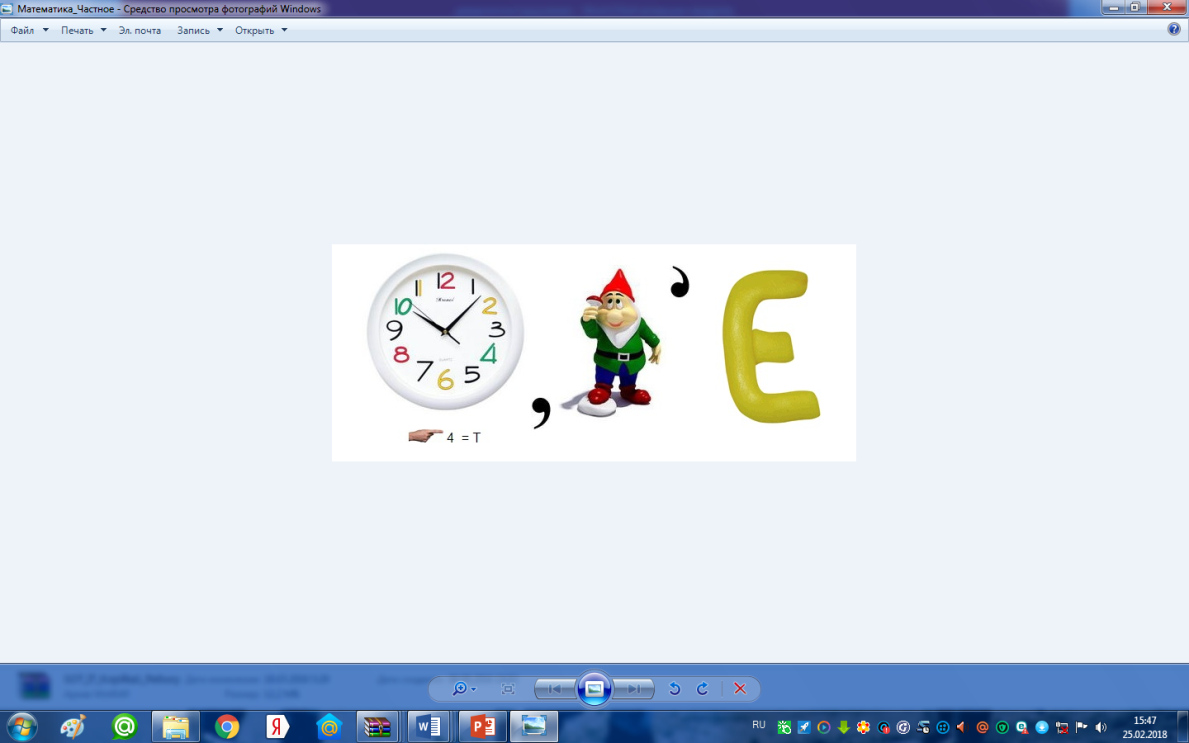 Математика_Частное - Средство просмотра фотографий Windows
Файл Печать Эл. почта Запись Открыть
12
11 1
10 2
9 3
8 4
7 5
6
, , Е
4 = Т
RU
15:47
25.02.2018